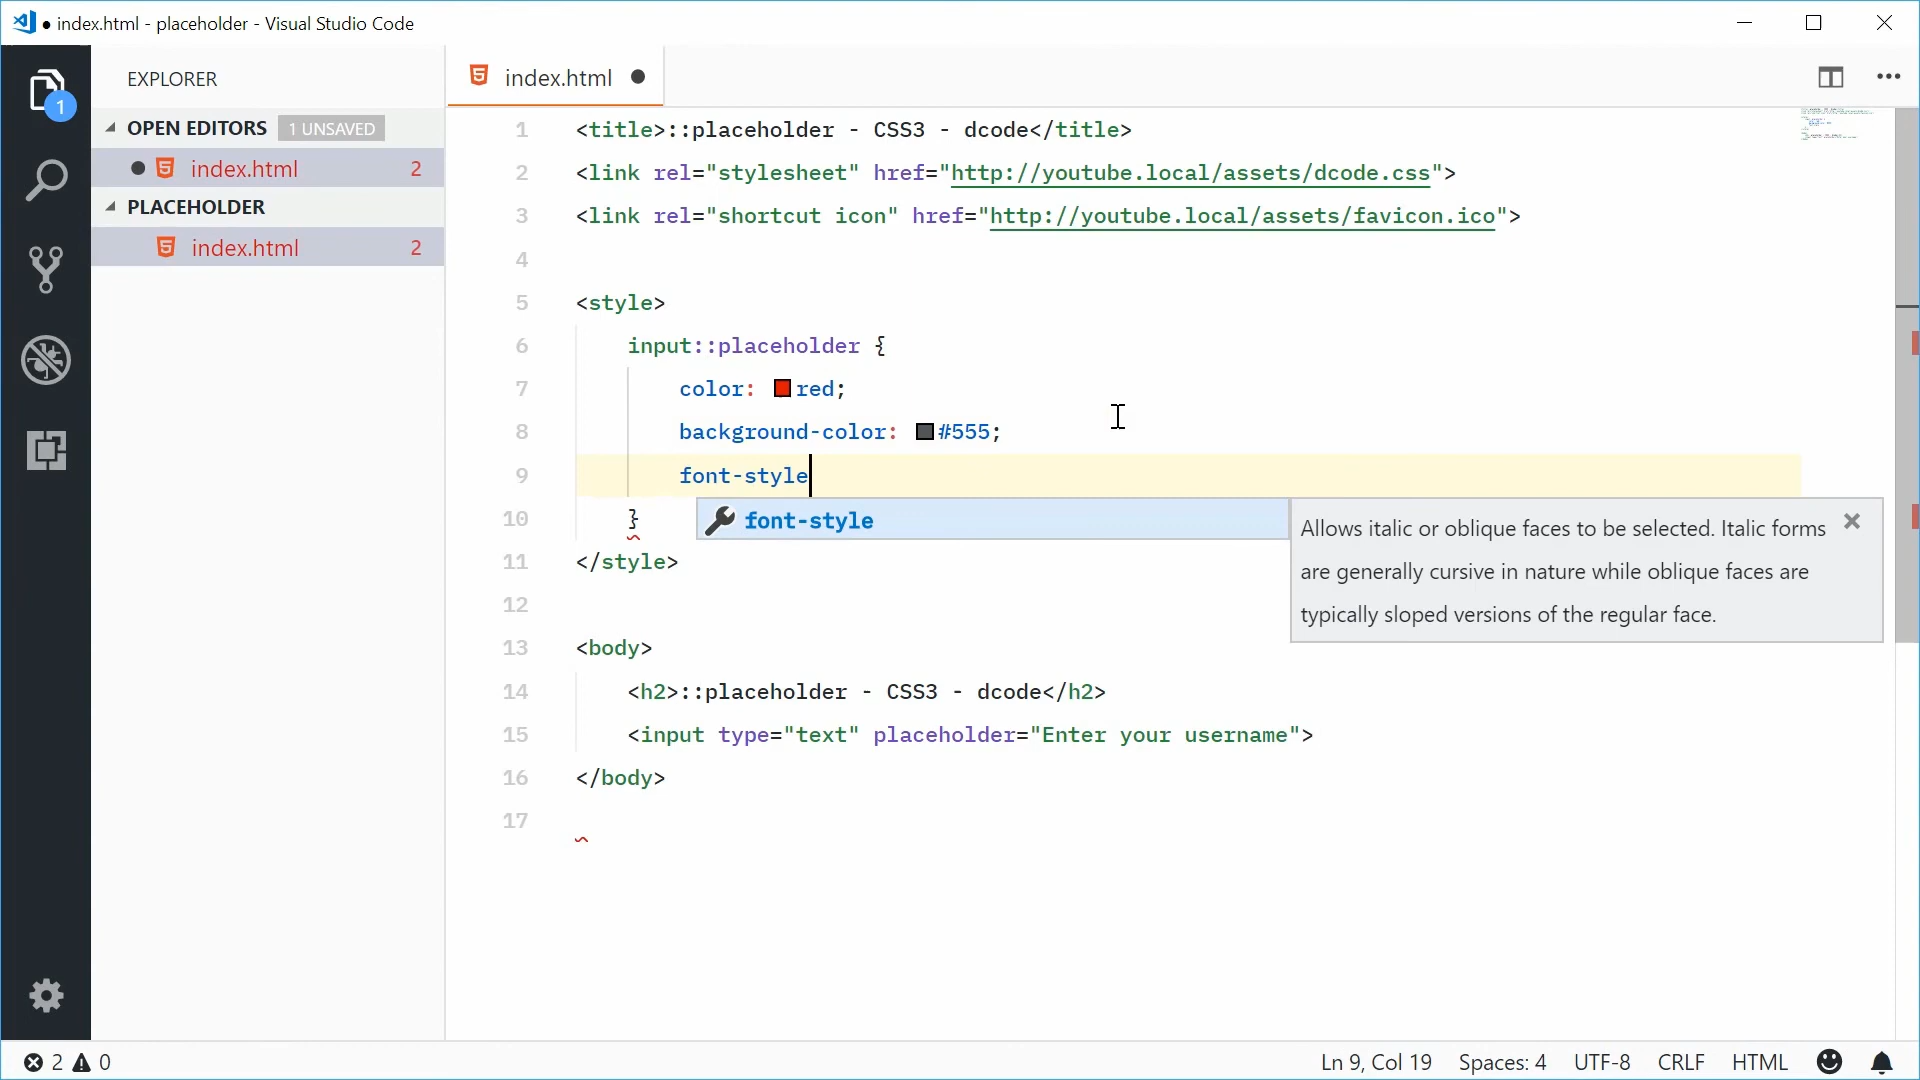 index.html - placeholder - Visual Studio Code
EXPLORER
OPEN EDITORS 1 UNSAVED
index.html 2
PLACEHOLDER
index.html 2
1
index.html
1 <title>::placeholder - CSS3 - dcode</title>
2 <link rel="stylesheet" href="http://youtube.local/assets/dcode.css">
3 <link rel="shortcut icon" href="http://youtube.local/assets/favicon.ico">
4
5 <style>
6 input::placeholder {
7 color: red;
8 background-color: #555;
9 font-style
font-style
Allows italic or oblique faces to be selected. Italic forms
are generally cursive in nature while oblique faces are
typically sloped versions of the regular face.
10 }
11 </style>
12
13 <body>
14 <h2>::placeholder - CSS3 - dcode</h2>
15 <input type="text" placeholder="Enter your username">
16 </body>
17
2 0
Ln 9, Col 19 Spaces: 4 UTF-8 CRLF HTML